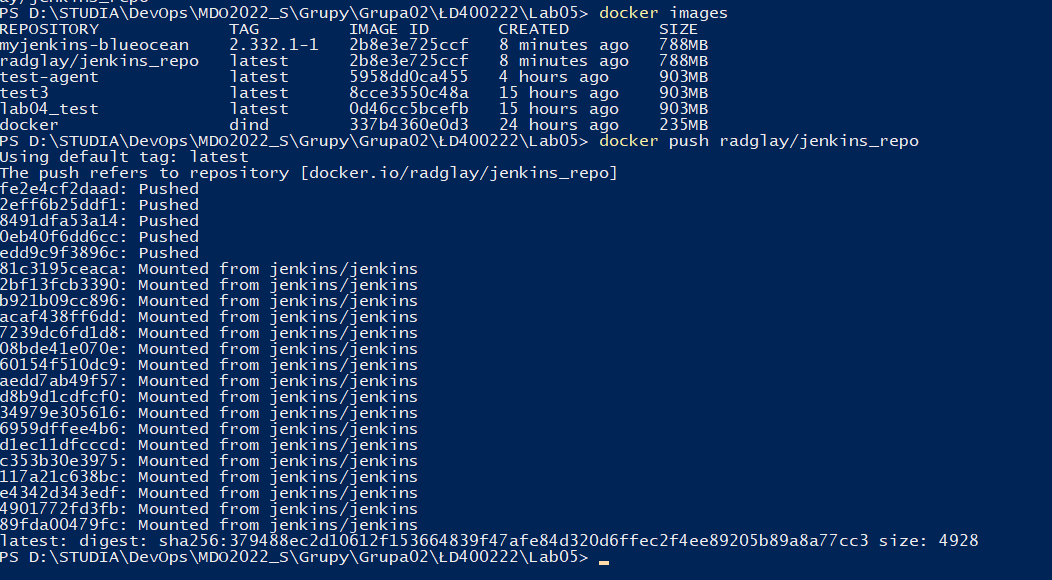 PS D:\STUDIA\DevOps\MDO2022_S\Grupy\Grupa02\ŁD400222\Lab05> docker images
REPOSITORY TAG IMAGE ID CREATED SIZE
myjenkins-blueocean 2.332.1-1 2b8e3e725ccf 8 minutes ago 788MB
radglay/jenkins_repo latest 2b8e3e725ccf 8 minutes ago 788MB
test-agent latest 5958dd0ca455 4 hours ago 903MB
test3 latest 8cce3550c48a 15 hours ago 903MB
lab04_test latest 0d46cc5bcefb 15 hours ago 903MB
docker dind 337b4360e0d3 24 hours ago 235MB
PS D:\STUDIA\DevOps\MDO2022_S\Grupy\Grupa02\ŁD400222\Lab05> docker push radglay/jenkins_repo
Using default tag: latest
The push refers to repository [docker.io/radglay/jenkins_repo]
fe2e4cf2daad: Pushed
2eff6b25ddf1: Pushed
8491dfa53a14: Pushed
0eb40f6dd6cc: Pushed
edd9c9f3896c: Pushed
81c3195ceaca: Mounted from jenkins/jenkins
2bf13fcb3390: Mounted from jenkins/jenkins
b921b09cc896: Mounted from jenkins/jenkins
acaf438ff6dd: Mounted from jenkins/jenkins
7239dc6fd1d8: Mounted from jenkins/jenkins
08bde41e070e: Mounted from jenkins/jenkins
60154f510dc9: Mounted from jenkins/jenkins
aedd7ab49f57: Mounted from jenkins/jenkins
d8b9d1cdfcf0: Mounted from jenkins/jenkins
34979e305616: Mounted from jenkins/jenkins
6959dffee4b6: Mounted from jenkins/jenkins
d1ec11dfcccd: Mounted from jenkins/jenkins
c353b30e3975: Mounted from jenkins/jenkins
117a21c638bc: Mounted from jenkins/jenkins
e4342d343edf: Mounted from jenkins/jenkins
4901772fd3fb: Mounted from jenkins/jenkins
89fda00479fc: Mounted from jenkins/jenkins
latest: digest: sha256:379488ec2d10612f153664839f47afe84d320d6ffec2f4ee89205b89a8a77cc3 size: 4928
PS D:\STUDIA\DevOps\MDO2022_S\Grupy\Grupa02\ŁD400222\Lab05>